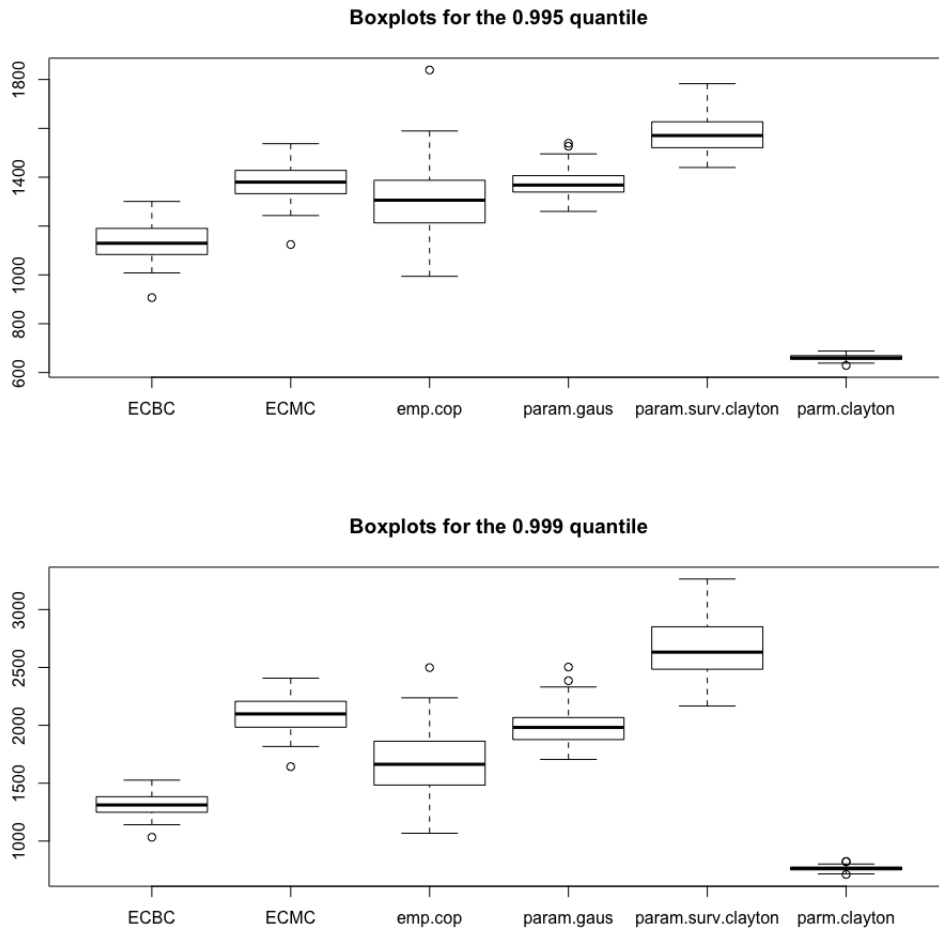 Boxplots for the 0.995 quantile
1800
1400
1000
800
600
ECBC ECMC emp.cop param.gaus param.surv.clayton parm.clayton
Boxplots for the 0.999 quantile
3000
2500
2000
1500
1000
ECBC ECMC emp.cop param.gaus param.surv.clayton parm.clayton